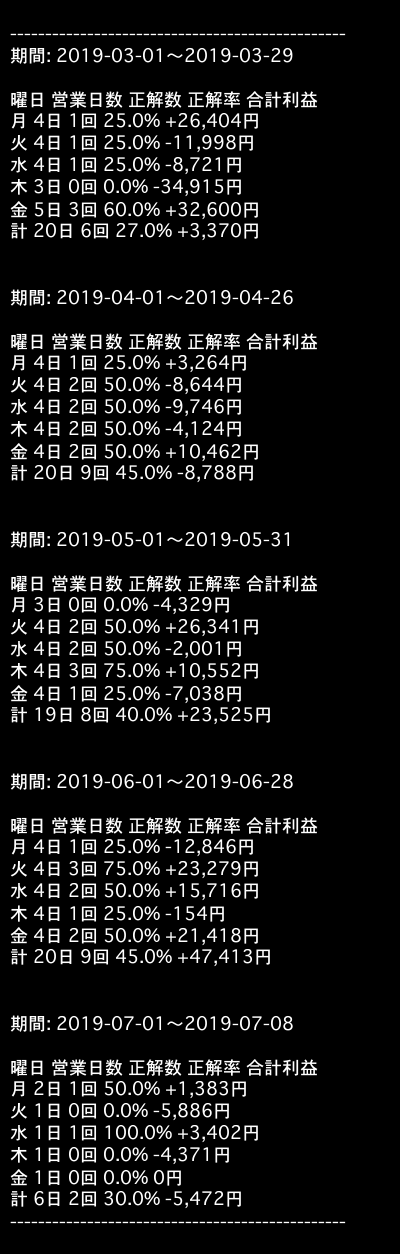 ------------------------------------------------
期間: 2019-03-01〜2019-03-29
曜日 営業日数 正解数 正解率 合計利益
月 4日 1回 25.0% +26,404円
火 4日 1回 25.0% -11,998円
水 4日 1回 25.0% -8,721円
木 3日 0回 0.0% -34,915円
金 5日 3回 60.0% +32,600円
計 20日 6回 27.0% +3,370円
期間: 2019-04-01〜2019-04-26
曜日 営業日数 正解数 正解率 合計利益
月 4日 1回 25.0% +3,264円
火 4日 2回 50.0% -8,644円
水 4日 2回 50.0% -9,746円
木 4日 2回 50.0% -4,124円
金 4日 2回 50.0% +10,462円
計 20日 9回 45.0% -8,788円
期間: 2019-05-01〜2019-05-31
曜日 営業日数 正解数 正解率 合計利益
月 3日 0回 0.0% -4,329円
火 4日 2回 50.0% +26,341円
水 4日 2回 50.0% -2,001円
木 4日 3回 75.0% +10,552円
金 4日 1回 25.0% -7,038円
計 19日 8回 40.0% +23,525円
期間: 2019-06-01〜2019-06-28
曜日 営業日数 正解数 正解率 合計利益
月 4日 1回 25.0% -12,846円
火 4日 3回 75.0% +23,279円
水 4日 2回 50.0% +15,716円
木 4日 1回 25.0% -154円
金 4日 2回 50.0% +21,418円
計 20日 9回 45.0% +47,413円
期間: 2019-07-01〜2019-07-08
曜日 営業日数 正解数 正解率 合計利益
月 2日 1回 50.0% +1,383円
火 1日 0回 0.0% -5,886円
水 1日 1回 100.0% +3,402円
木 1日 0回 0.0% -4,371円
金 1日 0回 0.0% 0円
計 6日 2回 30.0% -5,472円
------------------------------------------------